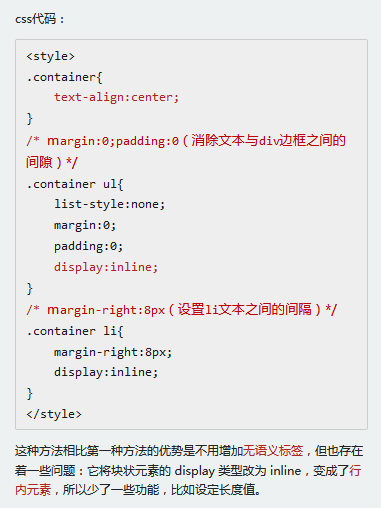 css代码：
<style>
.container{
    text-align:center;
}
/* margin:0;padding:0（消除文本与div边框之间的
间隙）*/
.container ul{
    list-style:none;
    margin:0;
    padding:0;
    display:inline;
}
/* margin-right:8px（设置li文本之间的间隔）*/
.container li{
    margin-right:8px;
    display:inline;
}
</style>
这种方法相比第一种方法的优势是不用增加无语义标签，但也存在
着一些问题：它将块状元素的 display 类型改为 inline，变成了行
内元素，所以少了一些功能，比如设定长度值。